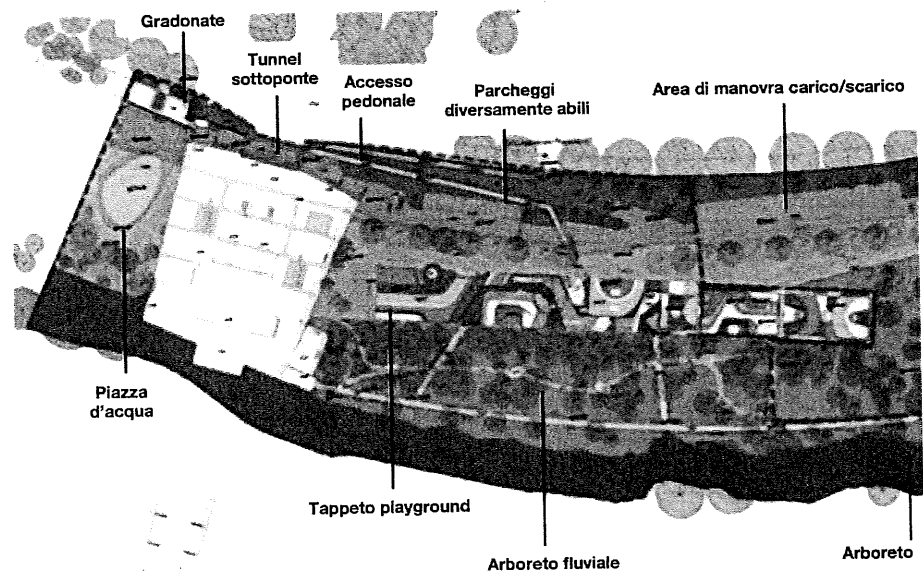 Gradonate
Tunnel
sottoponte
Accesso
pedonale
Parcheggi
diversamente abili
Area di manovra carico/scarico
Piazza
d'acqua
Tappeto playground
Arboreto fluviale
Arboreto